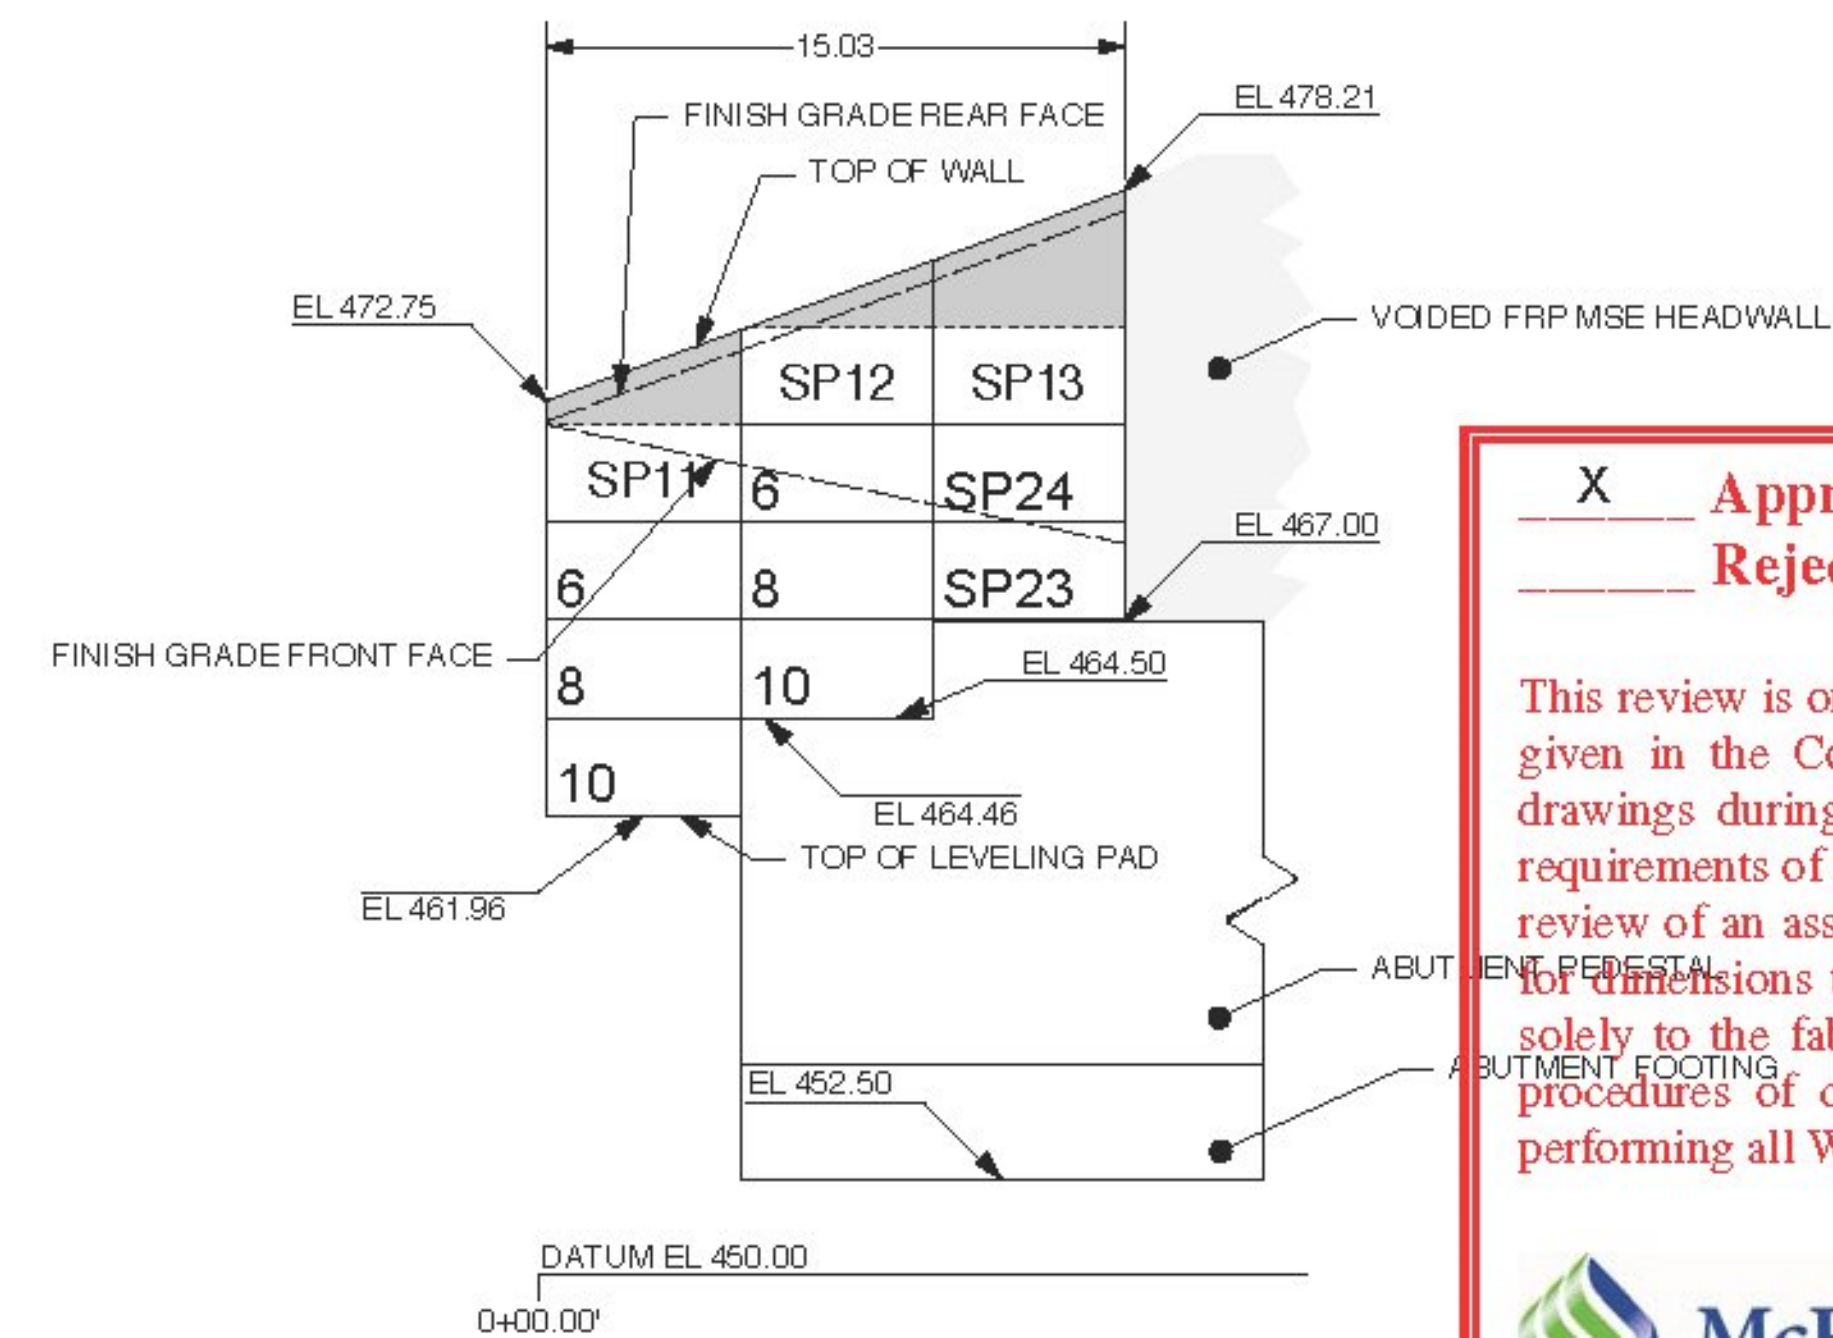 15.03
FINISH GRADE REAR FACE
EL 478.21
TOP OF WALL
EL 472.75
VOIDED FRP MSE HEADWALL
SP12
SP13
SP11
6
SP24
EL 467.00
6
8
SP23
FINISH GRADE FRONT FACE
8
10
EL 464.50
10
EL 464.46
TOP OF LEVELING PAD
EL 461.96
ABUTMENT PEDESTAL
ABUTMENT FOOTING
EL 452.50
DATUM EL 450.00
0+00.00'
X
This review is
given in the
drawings during
requirements of
review of an
for dimensions
solely to the
procedures of
performing all